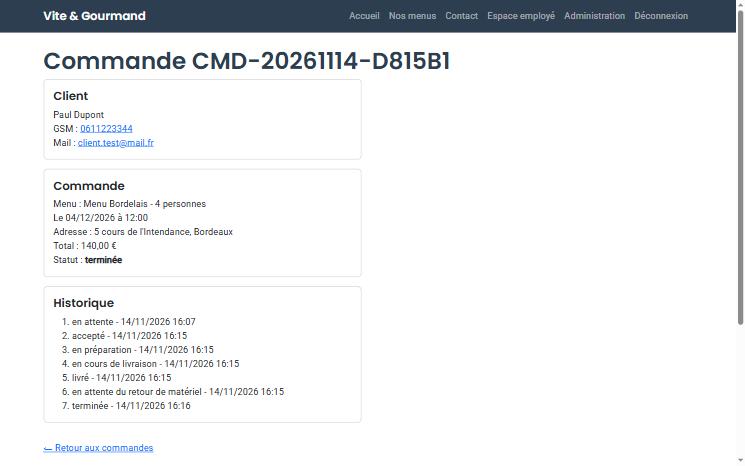 Vite & Gourmand
Accueil Nos menus Contact Espace employé Administration Déconnexion
Commande CMD-20261114-D815B1
Client
Paul Dupont
GSM : 0611223344
Mail : client.test@mail.fr
Commande
Menu : Menu Bordelais - 4 personnes
Le 04/12/2026 à 12:00
Adresse : 5 cours de l'Intendance, Bordeaux
Total : 140,00 €
Statut : terminée
Historique
1. en attente - 14/11/2026 16:07
2. accepté - 14/11/2026 16:15
3. en préparation - 14/11/2026 16:15
4. en cours de livraison - 14/11/2026 16:15
5. livré - 14/11/2026 16:15
6. en attente du retour de matériel - 14/11/2026 16:15
7. terminée - 14/11/2026 16:16
← Retour aux commandes